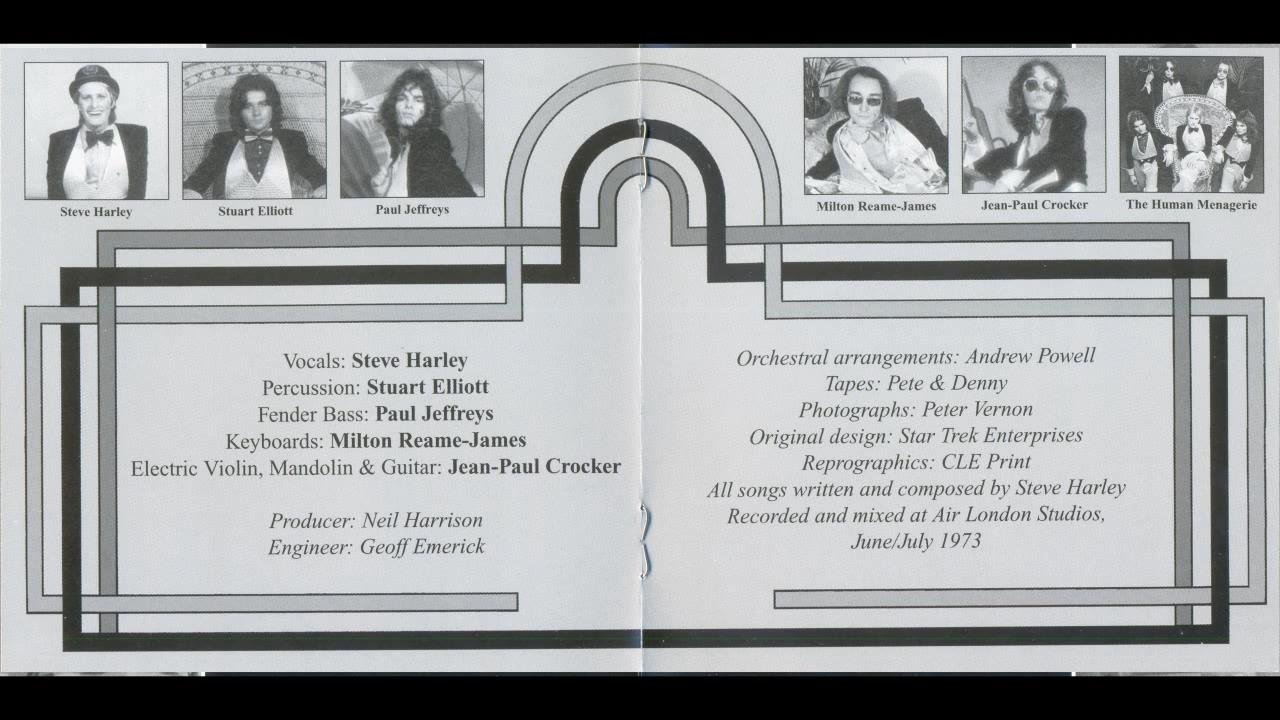 Steve Harley
Stuart Elliott
Paul Jeffreys
Milton Reame-James
Jean-Paul Crocker
The Human Menagerie
Vocals: Steve Harley
Percussion: Stuart Elliott
Fender Bass: Paul Jeffreys
Keyboards: Milton Reame-James
Electric Violin, Mandolin & Guitar: Jean-Paul Crocker
Producer: Neil Harrison
Engineer: Geoff Emerick
Orchestral arrangements: Andrew Powell
Tapes: Pete & Denny
Photographs: Peter Vernon
Original design: Star Trek Enterprises
Reprographics: CLE Print
All songs written and composed by Steve Harley
Recorded and mixed at Air London Studios,
June/July 1973